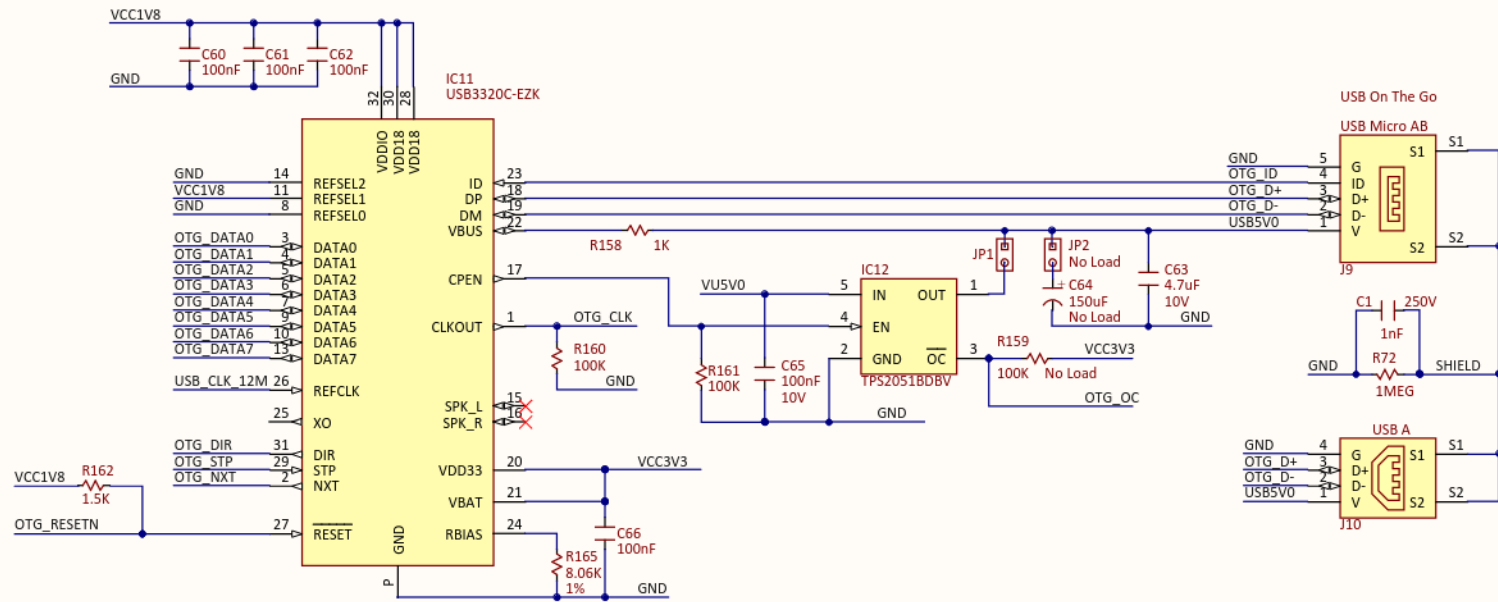 VCC1V8
C60
100nF
C61
100nF
C62
100nF
GND
IC11
USB3320C-EZK
32
30
28
VDDIO
VDD18
VDD18
GND 14 REFSEL2
VCC1V8 11 REFSEL1
GND 8 REFSEL0
OTG_DATA0 3 DATA0
OTG_DATA1 4 DATA1
OTG_DATA2 5 DATA2
OTG_DATA3 6 DATA3
OTG_DATA4 7 DATA4
OTG_DATA5 9 DATA5
OTG_DATA6 10 DATA6
OTG_DATA7 13 DATA7
USB_CLK_12M 26 REFCLK
25 XO
OTG_DIR 31 DIR
OTG_STP 29 STP
OTG_NXT 2 NXT
VCC1V8
R162
1.5K
OTG_RESETN 27 RESET
GND
P
ID 23
DP 18
DM 19
VBUS 22
R158 1K
CPEN 17
CLKOUT 1 OTG_CLK
R160
100K
GND
SPK_L 15
SPK_R 16
VDD33 20 VCC3V3
VBAT 21
C66
100nF
RBIAS 24
R165
8.06K
1%
GND
VU5V0
R161
100K
C65
100nF
10V
IC12
5 IN OUT 1
4 EN
2 GND OC 3
TPS2051BDBV
GND
JP1
JP2
No Load
+
C64
150uF
No Load
C63
4.7uF
10V
GND
R159
100K No Load
VCC3V3
OTG_OC
USB On The Go
USB Micro AB
GND 5 G
OTG_ID 4 ID
OTG_D+ 3 D+
OTG_D- 2 D-
USB5V0 1 V
S1 S1
S2 S2
J9
C1 250V
1nF
GND R72 SHIELD
1MEG
USB A
GND 4 G
OTG_D+ 3 D+
OTG_D- 2 D-
USB5V0 1 V
S1 S1
S2 S2
J10